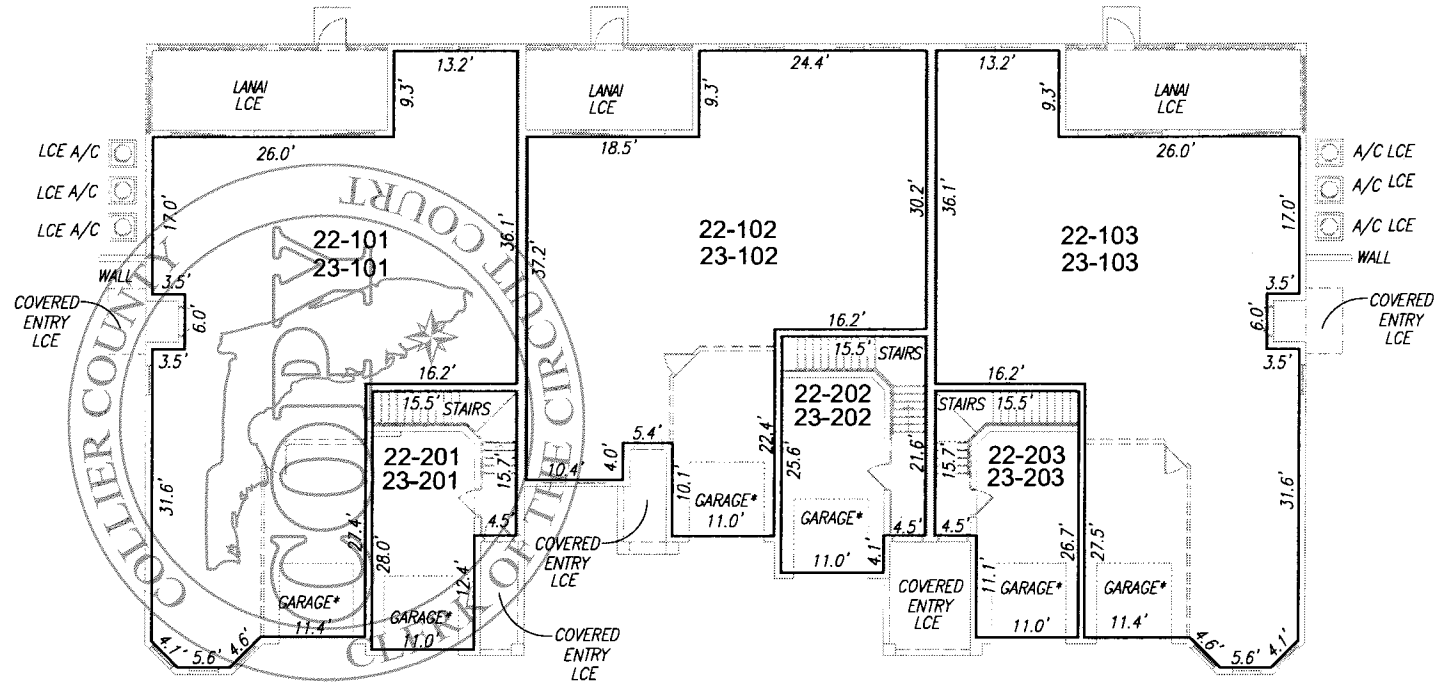 13.2'
24.4'
13.2'
LANAI
LCE
9.3'
LANAI
LCE
9.3'
9.3'
LANAI
LCE
LCE A/C
LCE A/C
LCE A/C
26.0'
18.5'
26.0'
A/C LCE
A/C LCE
A/C LCE
17.0'
36.1'
37.2'
30.2'
36.1'
17.0'
22-101
23-101
22-102
23-102
22-103
23-103
WALL
WALL
3.5'
6.0'
3.5'
COVERED
ENTRY
LCE
3.5'
6.0'
3.5'
COVERED
ENTRY
LCE
16.2'
16.2'
16.2'
15.5'
STAIRS
22-201
23-201
15.7'
4.5'
15.5'
STAIRS
22-202
23-202
21.6'
4.5'
STAIRS
15.5'
22-203
23-203
15.7'
4.5'
31.6'
27.4'
28.0'
12.4'
10.4'
4.0'
5.4'
10.1'
22.4'
25.6'
4.1'
11.1'
26.7'
27.5'
31.6'
GARAGE*
11.4'
GARAGE*
11.0'
GARAGE*
11.0'
GARAGE*
11.0'
GARAGE*
11.0'
GARAGE*
11.4'
COVERED
ENTRY
LCE
COVERED
ENTRY
LCE
COVERED
ENTRY
LCE
4.1'
5.6'
4.6'
4.6'
5.6'
4.1'
COLLIER COUNTY
CLERK OF THE CIRCUIT COURT
COPY